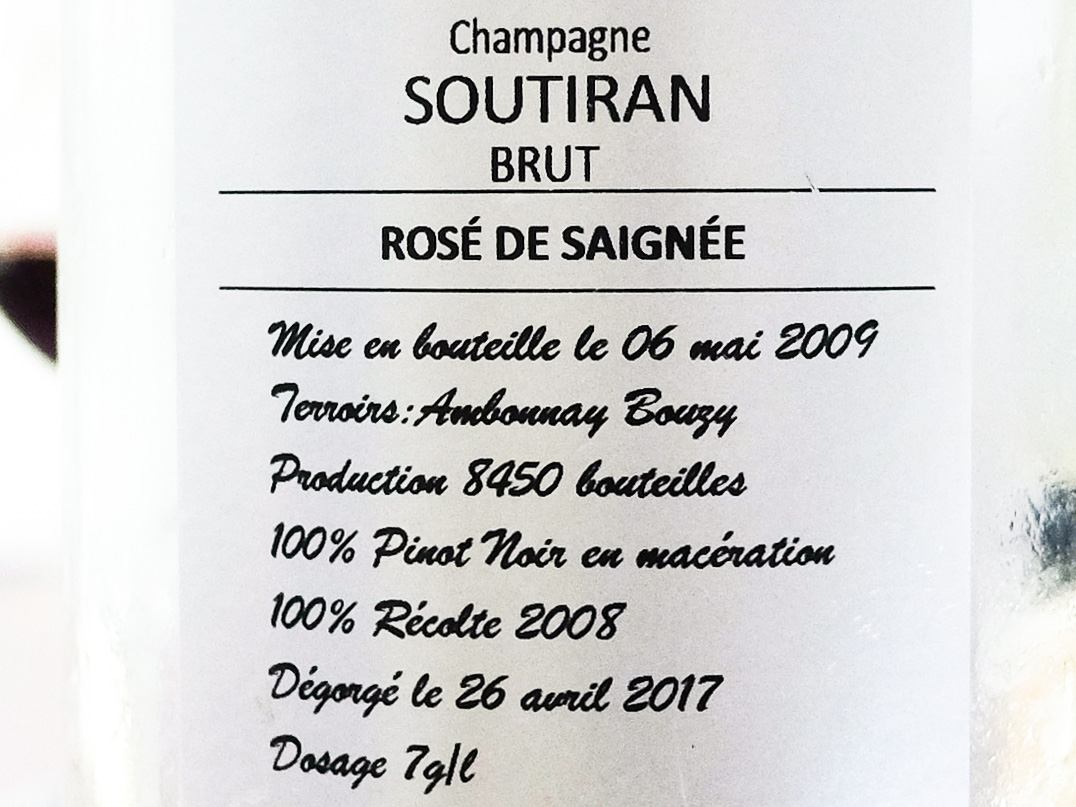 Champagne
SOUTIRAN
BRUT
ROSÉ DE SAIGNÉE
Mise en bouteille le 06 mai 2009
Terroirs:Ambonnay Bouzy
Production 8450 bouteilles
100% Pinot Noir en macération
100% Récolte 2008
Dégorgé le 26 avril 2017
Dosage 7g/l